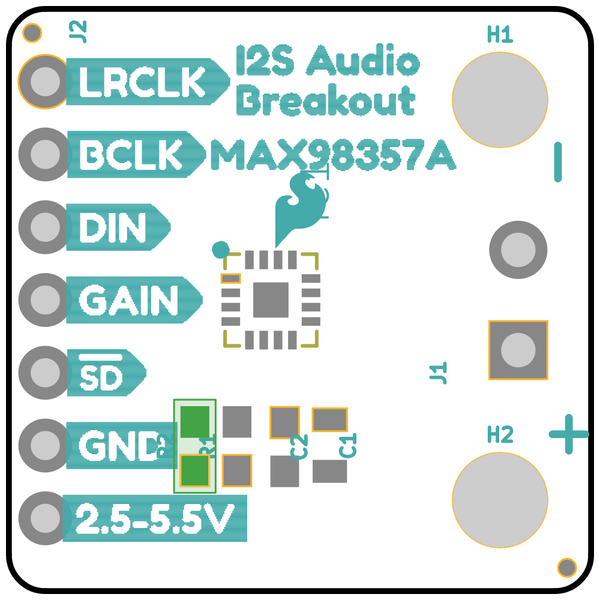 J2
H1
LRCLK
I2S Audio
Breakout
BCLK
MAX98357A
-
DIN
GAIN
SD
J1
GND
R1
C2
C1
H2
+
2.5-5.5V